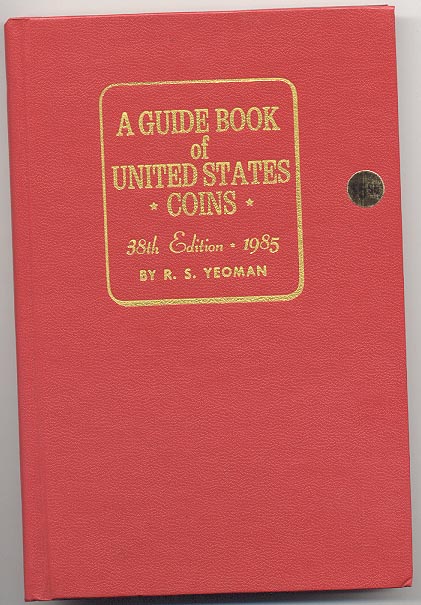 A GUIDE BOOK
of
UNITED STATES
* COINS *
38th Edition • 1985
BY R. S. YEOMAN